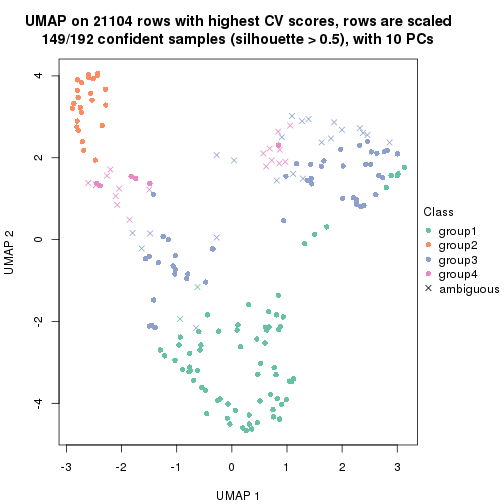 UMAP on 21104 rows with highest CV scores, rows are scaled
149/192 confident samples (silhouette > 0.5), with 10 PCs
4
2
0
-2
-4
UMAP 2
-3
-2
-1
0
1
2
3
UMAP 1
Class
group1
group2
group3
group4
ambiguous